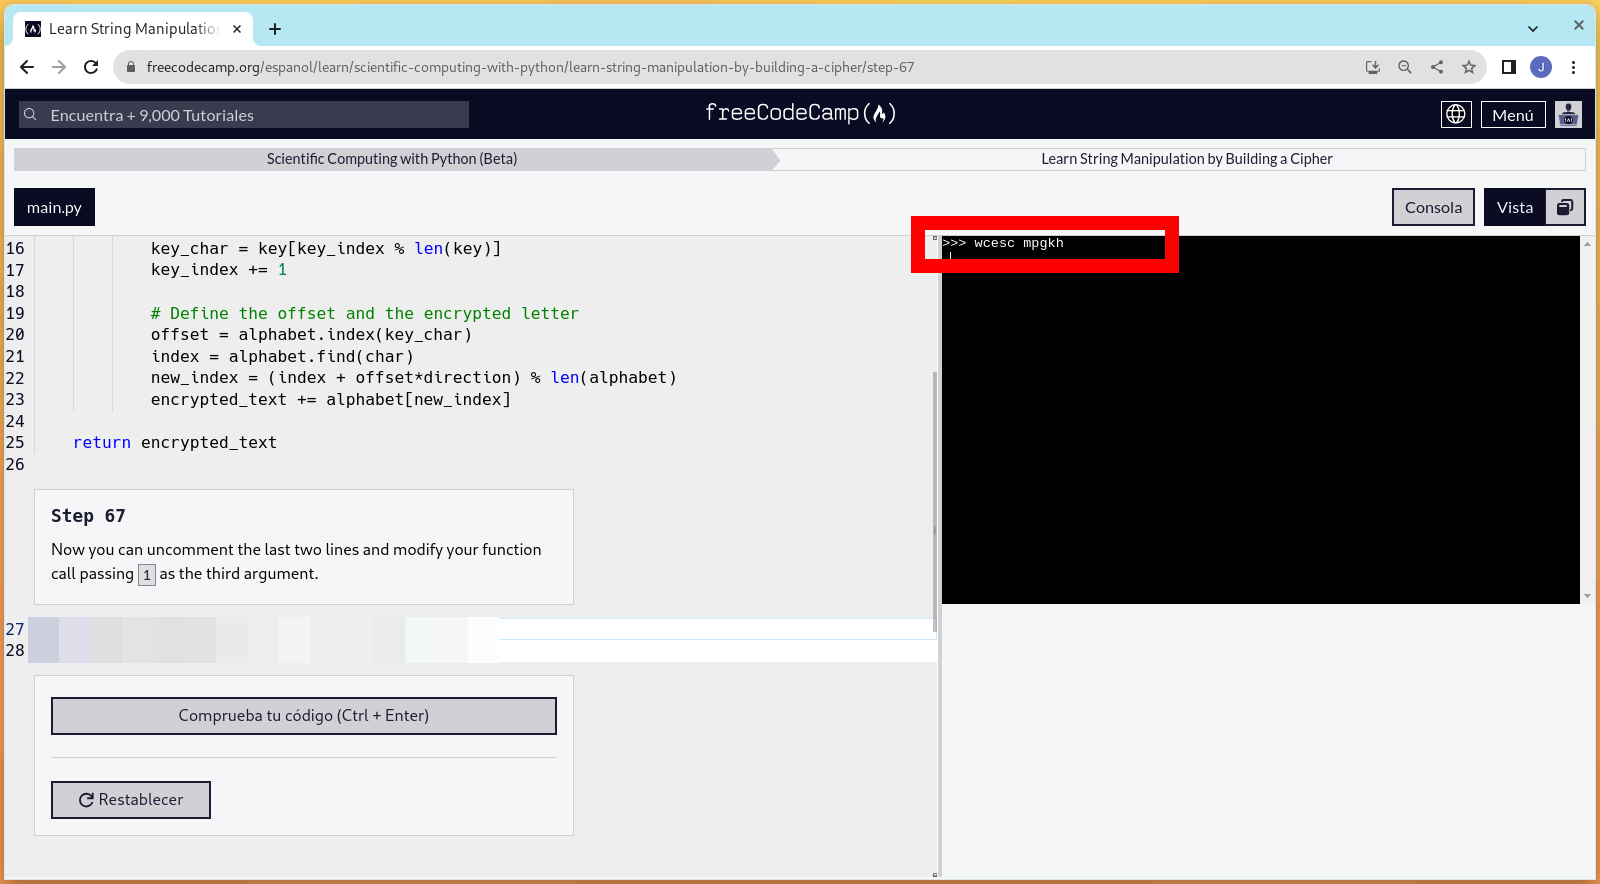 Learn String Manipulatio
freecodecamp.org/espanol/learn/scientific-computing-with-python/learn-string-manipulation-by-building-a-cipher/step-67
J
Encuentra + 9,000 Tutoriales
freeCodeCamp
Menú
Scientific Computing with Python (Beta)
Learn String Manipulation by Building a Cipher
main.py
Consola
Vista
16 key_char = key[key_index % len(key)]
17 key_index += 1
18
19 # Define the offset and the encrypted letter
20 offset = alphabet.index(key_char)
21 index = alphabet.find(char)
22 new_index = (index + offset*direction) % len(alphabet)
23 encrypted_text += alphabet[new_index]
24
25 return encrypted_text
26
Step 67
Now you can uncomment the last two lines and modify your function
call passing 1 as the third argument.
27
28
Comprueba tu código (Ctrl + Enter)
Restablecer
>>> wcesc mpgkh